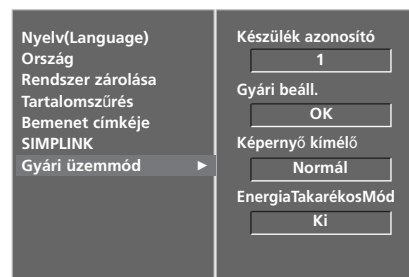 Nyelv(Language)
Ország
Rendszer zárolása
Tartalomszűrés
Bemenet címkéje
SIMPLINK
Gyári üzemmód ►
Készülék azonosító
1
Gyári beáll.
OK
Képernyő kímélő
Normál
EnergiaTakarékosMód
Ki